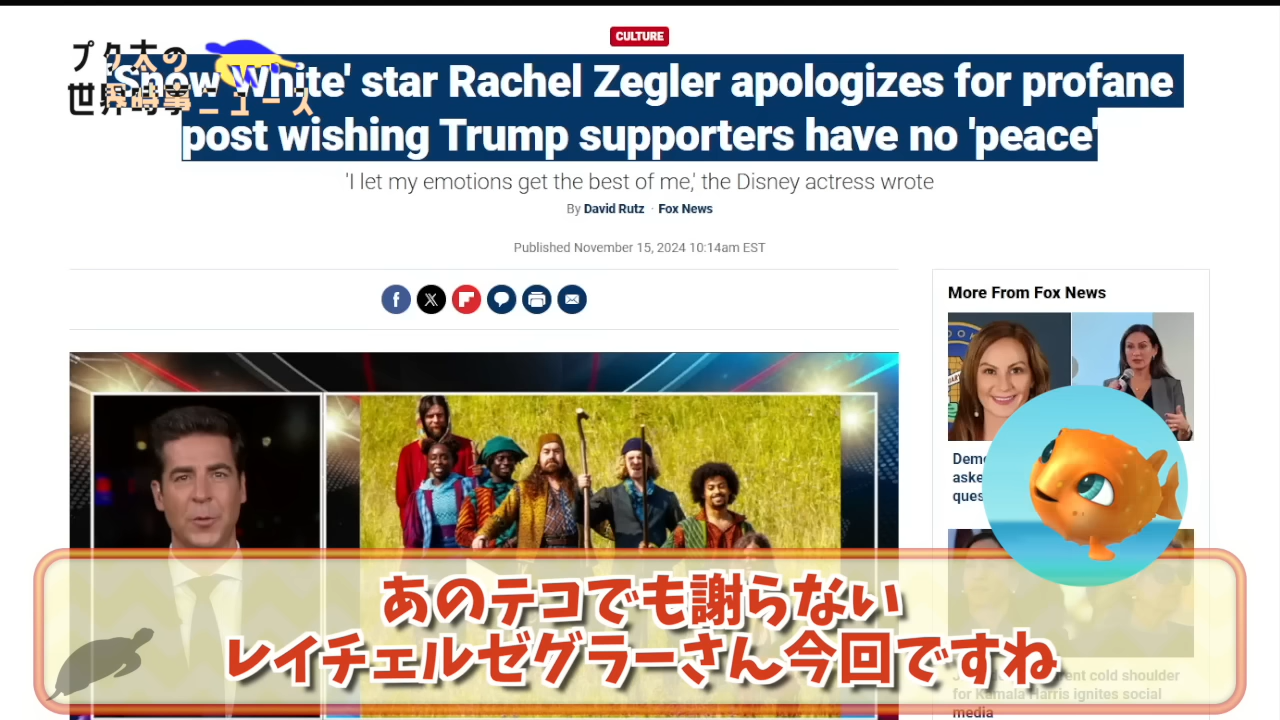 CULTURE
プク太の
世界時事ニュース
'Snow White' star Rachel Zegler apologizes for profane
post wishing Trump supporters have no 'peace'
'I let my emotions get the best of me,' the Disney actress wrote
By David Rutz · Fox News
Published November 15, 2024 10:14am EST
More From Fox News
Dem
aske
ques
あのテコでも謝らない
レイチェルゼグラーさん今回ですね
ent cold shoulder
for Kamala Harris ignites social
media